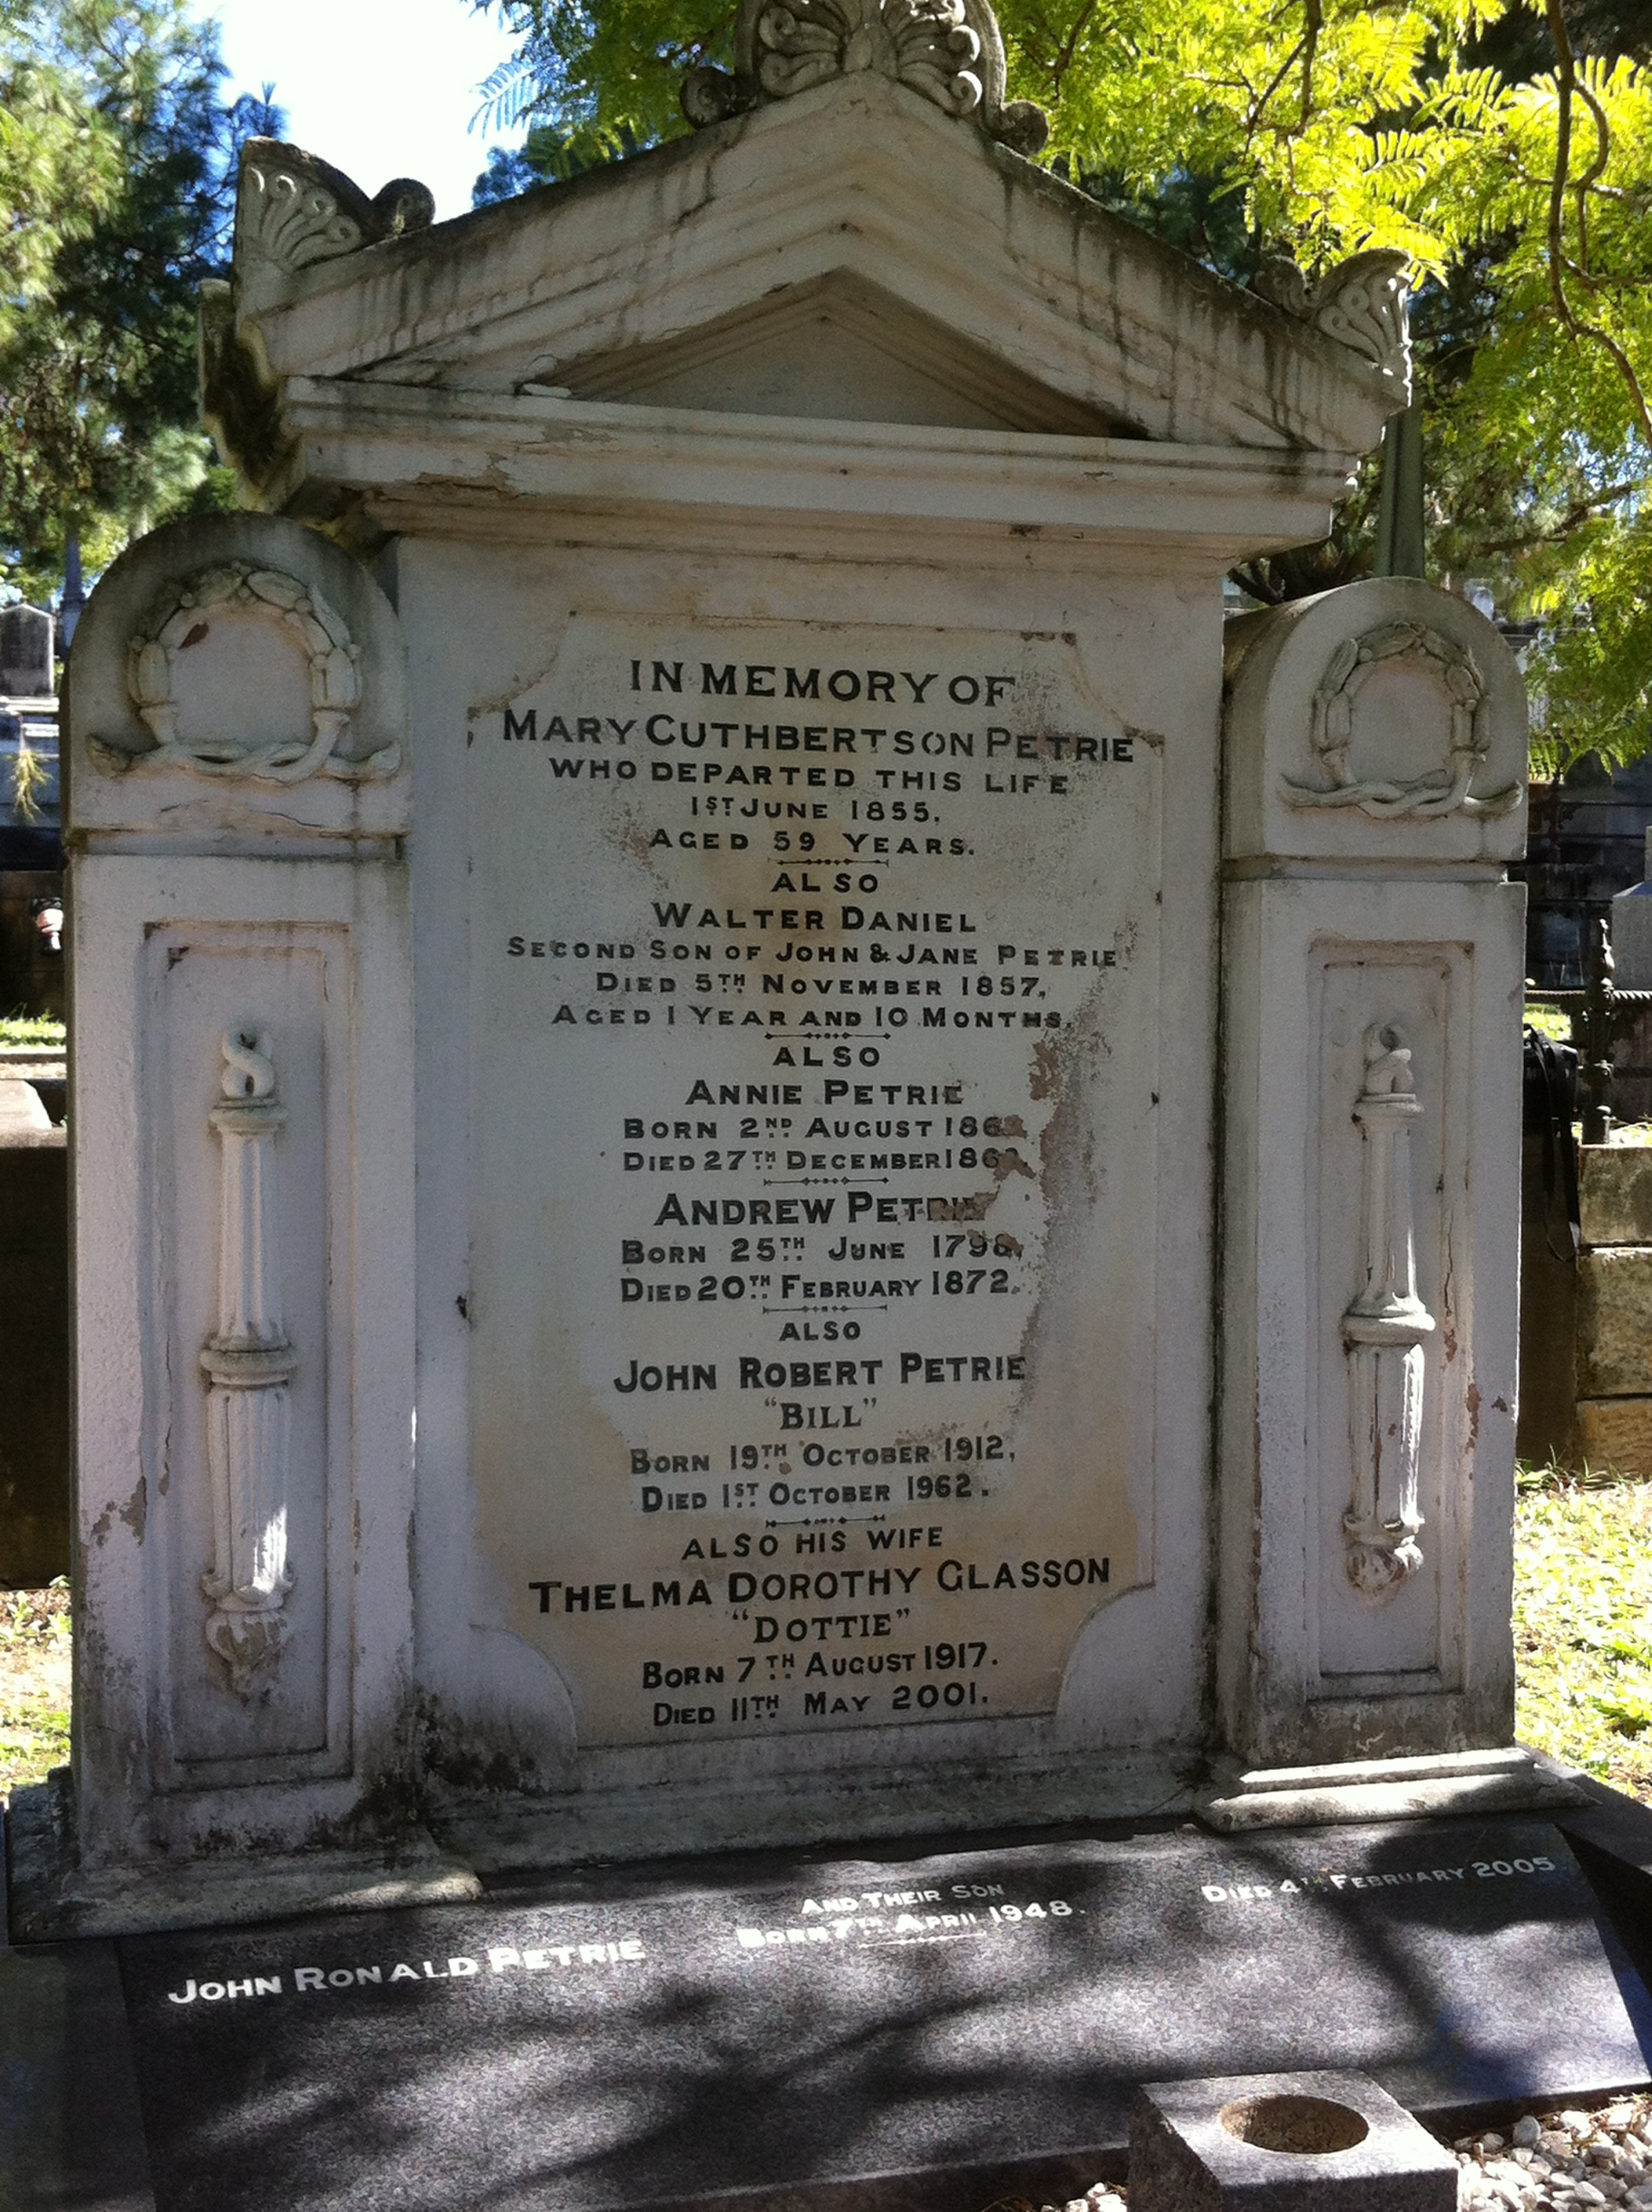 IN MEMORY OF
MARY CUTHBERTSON PETRIE
WHO DEPARTED THIS LIFE
1ST JUNE 1855.
AGED 59 YEARS.
ALSO
WALTER DANIEL
SECOND SON OF JOHN & JANE PETRIE
DIED 5TH NOVEMBER 1857,
AGED 1 YEAR AND 10 MONTHS.
ALSO
ANNIE PETRIE
BORN 2ND AUGUST
DIED 27TH DECEMBER
ANDREW PETRIE
BORN 25TH JUNE 1798,
DIED 20TH FEBRUARY 1872.
ALSO
JOHN ROBERT PETRIE
"BILL"
BORN 19TH OCTOBER 1912,
DIED 1ST OCTOBER 1962.
ALSO HIS WIFE
THELMA DOROTHY GLASSON
"DOTTIE"
BORN 7TH AUGUST 1917.
DIED 11TH MAY 2001.
AND THEIR SON
JOHN RONALD PETRIE
BORN 7TH APRIL 1948.
DIED 4TH FEBRUARY 2005